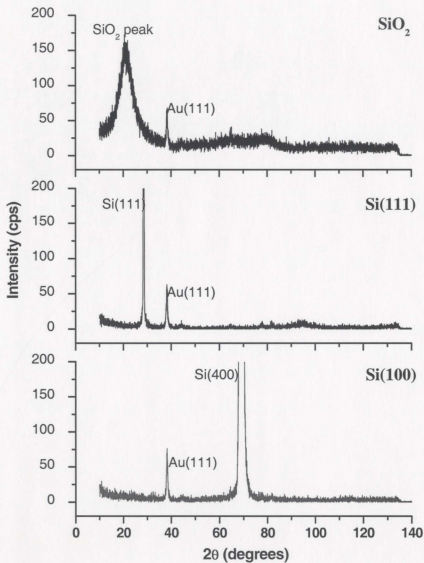 200
150
100
50
0
SiO₂ peak
Au(111)
SiO₂
200
150
100
50
0
Si(111)
Au(111)
Si(111)
200
150
100
50
0
Si(400)
Au(111)
Si(100)
0 20 40 60 80 100 120 140
2θ (degrees)
Intensity (cps)